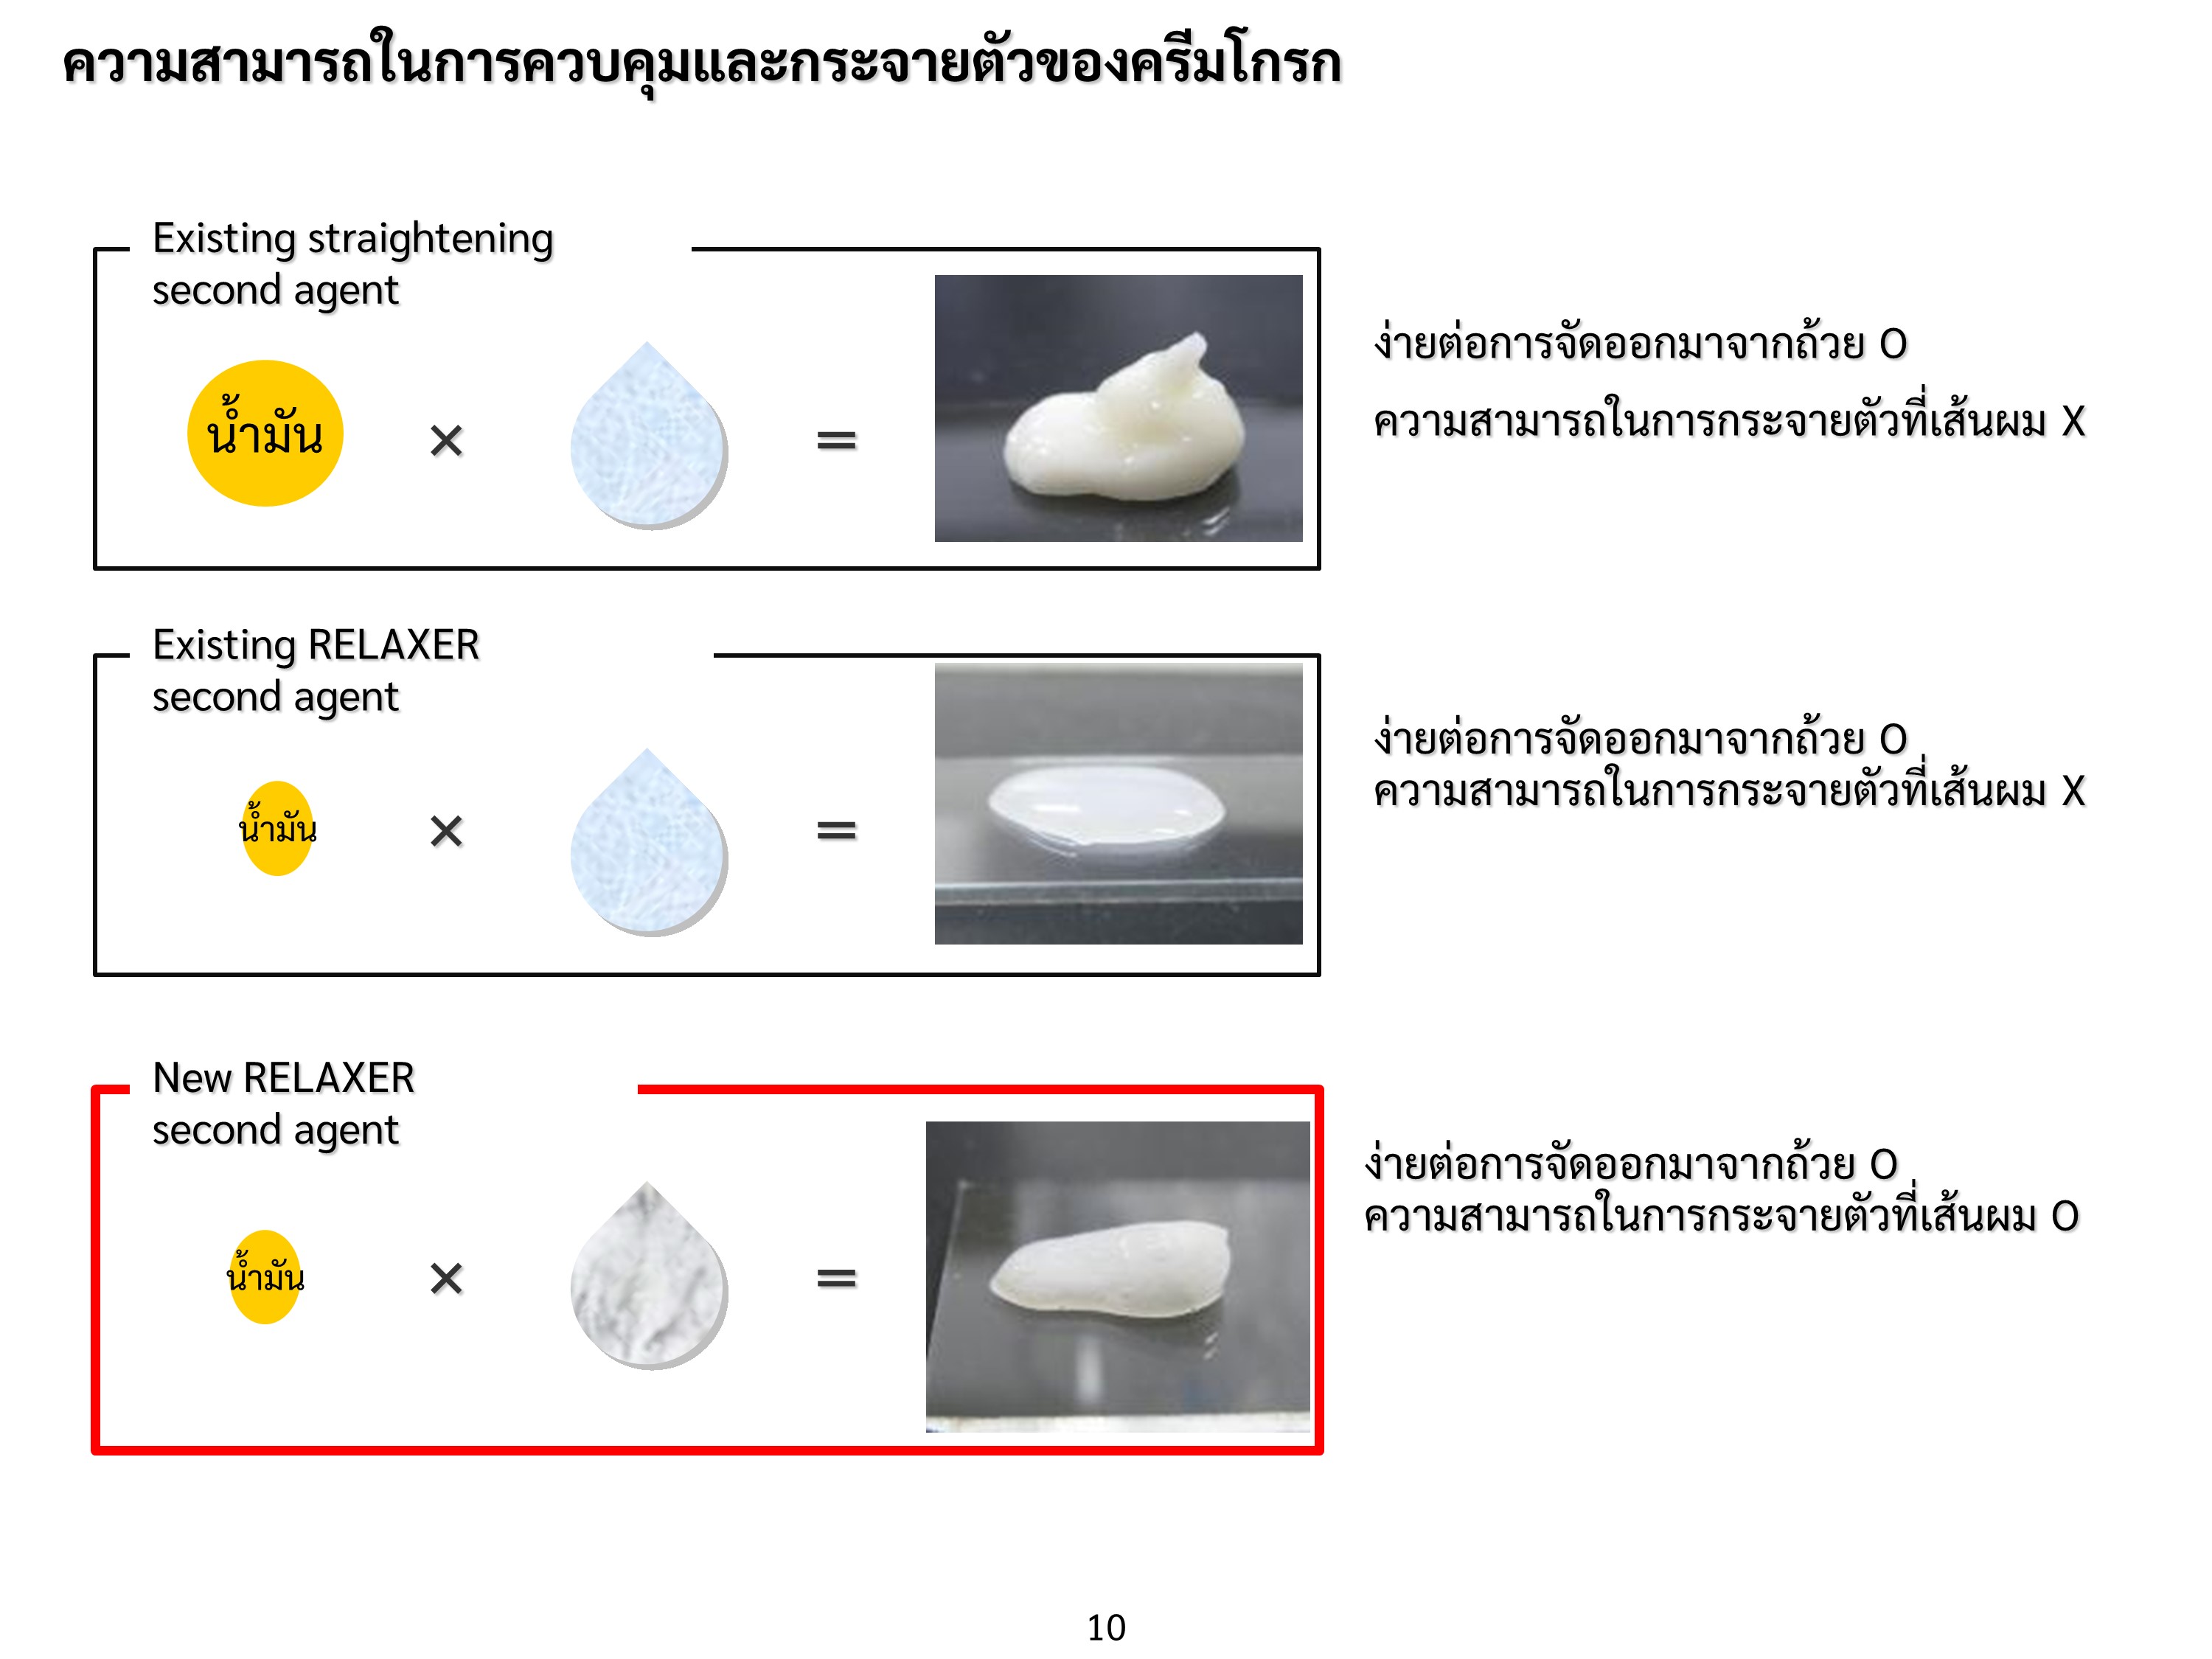 ความสามารถในการควบคุมและกระจายตัวของครีมโกรก
Existing straightening
second agent
น้ำมัน
×
=
ง่ายต่อการจัดออกมาจากถ้วย O
ความสามารถในการกระจายตัวที่เส้นผม X
Existing RELAXER
second agent
น้ำมัน
×
=
ง่ายต่อการจัดออกมาจากถ้วย O
ความสามารถในการกระจายตัวที่เส้นผม X
New RELAXER
second agent
น้ำมัน
×
=
ง่ายต่อการจัดออกมาจากถ้วย O
ความสามารถในการกระจายตัวที่เส้นผม O
10